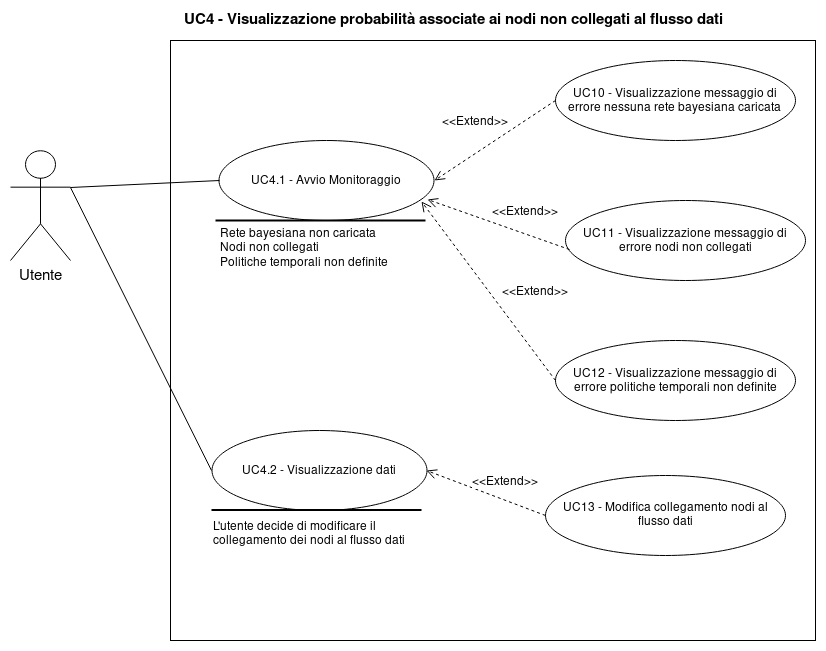 UC4 - Visualizzazione probabilità associate ai nodi non collegati al flusso dati
UC10 - Visualizzazione messaggio di
errore nessuna rete bayesiana caricata
<<Extend>>
UC4.1 - Avvio Monitoraggio
<<Extend>>
UC11 - Visualizzazione messaggio di
errore nodi non collegati
Rete bayesiana non caricata
Nodi non collegati
Politiche temporali non definite
Utente
<<Extend>>
UC12 - Visualizzazione messaggio di
errore politiche temporali non definite
UC4.2 - Visualizzazione dati
<<Extend>>
UC13 - Modifica collegamento nodi al
flusso dati
L'utente decide di modificare il
collegamento dei nodi al flusso dati